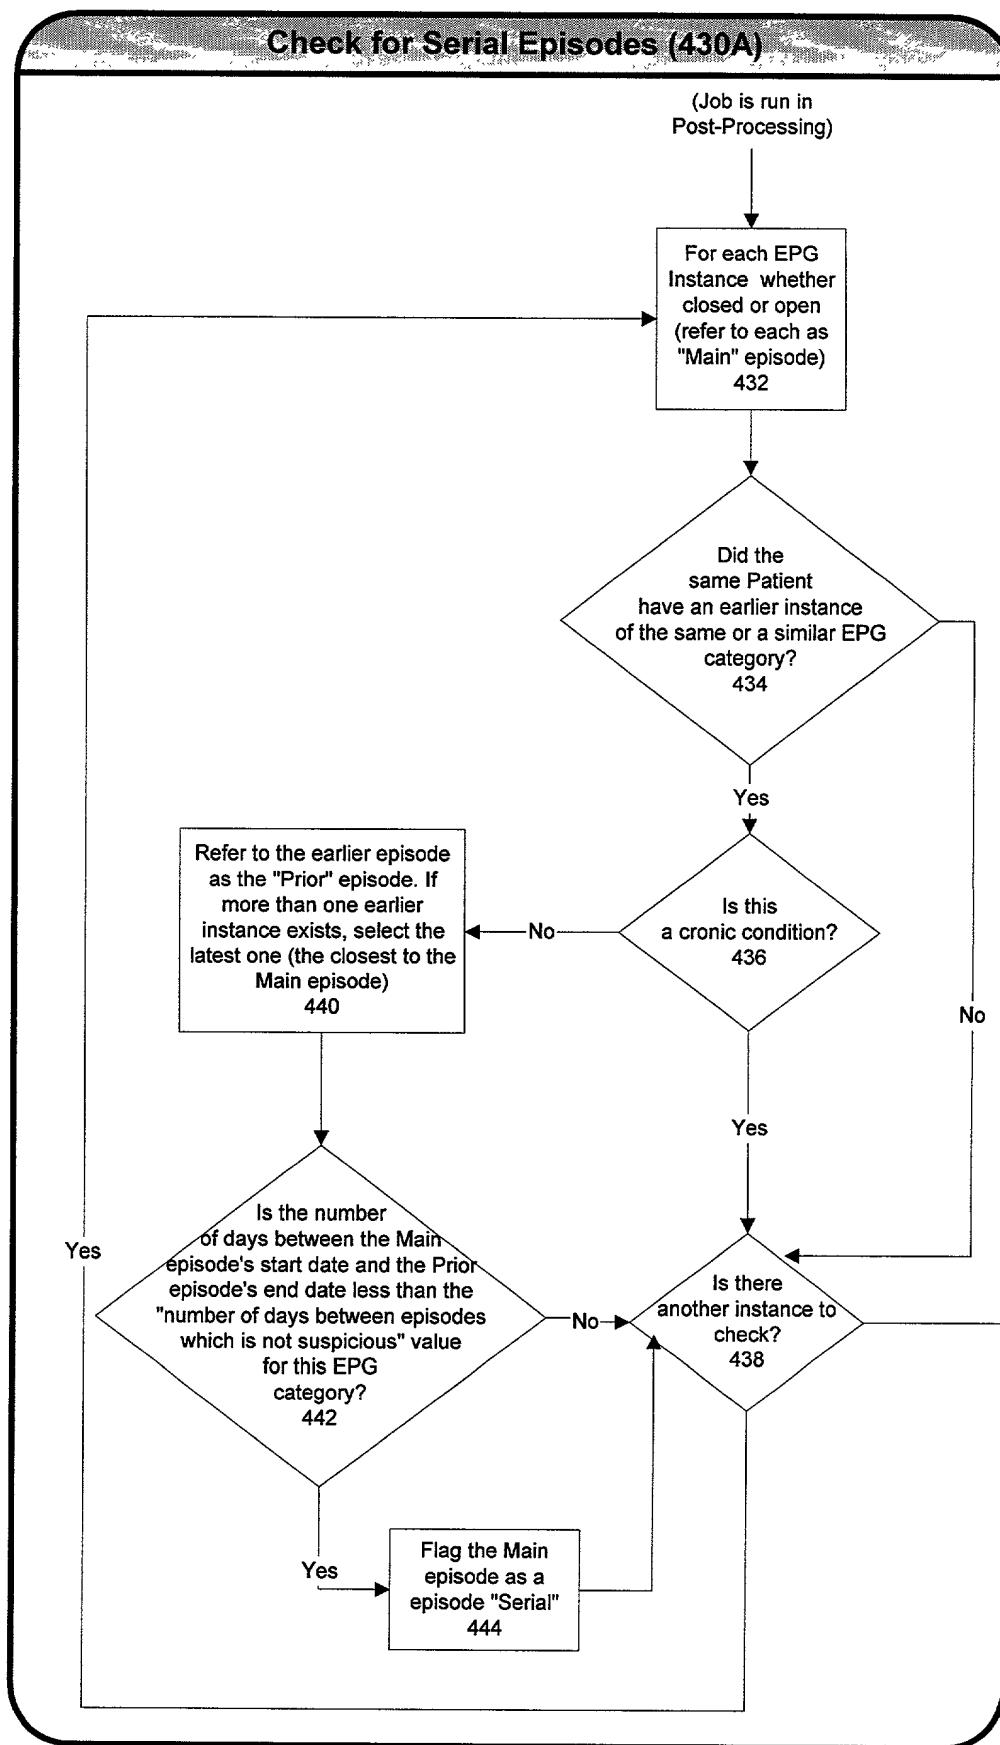 Check for Serial Episodes (430A)
(Job is run in
Post-Processing)
For each EPG
Instance whether
closed or open
(refer to each as
"Main" episode)
432
Did the
same Patient
have an earlier instance
of the same or a similar EPG
category?
434
Yes
No
Is this
a cronic condition?
436
No
Yes
Refer to the earlier episode
as the "Prior" episode. If
more than one earlier
instance exists, select the
latest one (the closest to the
Main episode)
440
Is the number
of days between the Main
episode's start date and the Prior
episode's end date less than the
"number of days between episodes
which is not suspicious" value
for this EPG
category?
442
No
Yes
Is there
another instance to
check?
438
Yes
Flag the Main
episode as a
episode "Serial"
444